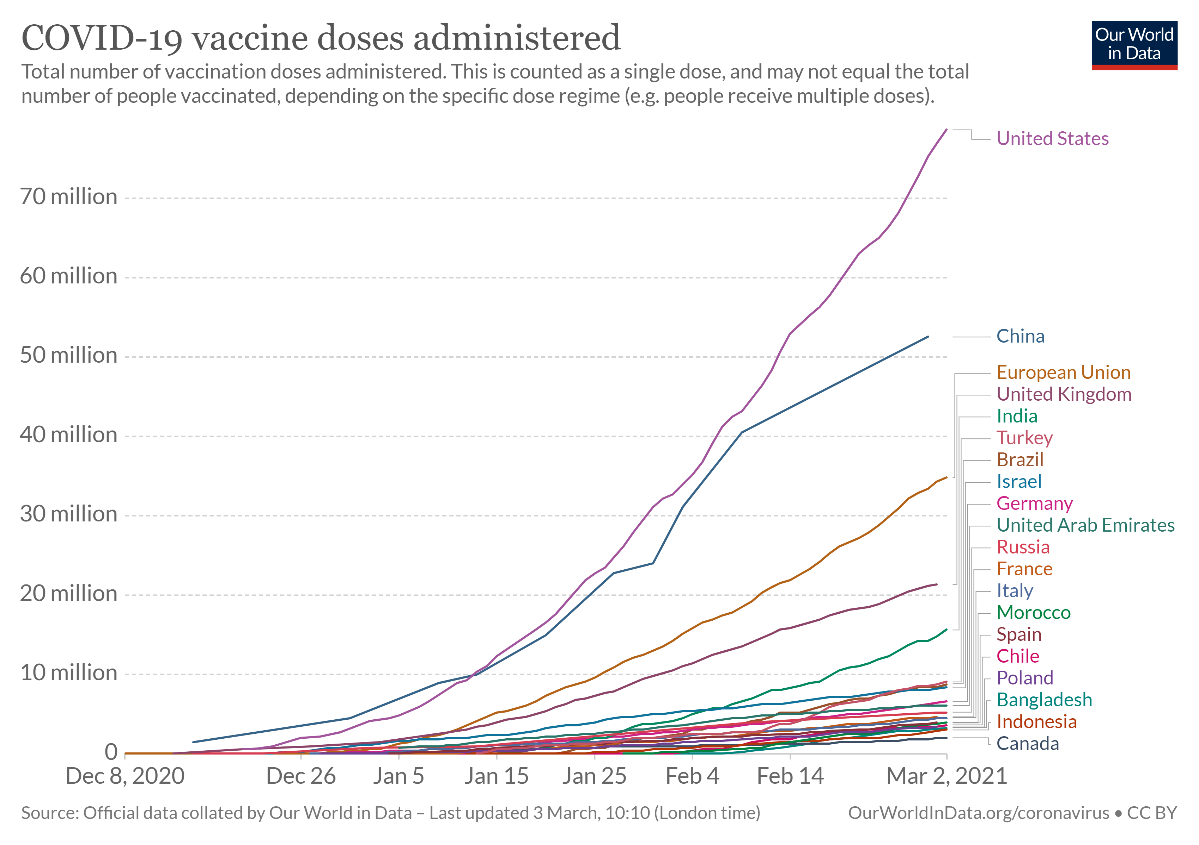 COVID-19 vaccine doses administered
Our World
in Data
Total number of vaccination doses administered. This is counted as a single dose, and may not equal the total
number of people vaccinated, depending on the specific dose regime (e.g. people receive multiple doses).
United States
70 million
60 million
50 million
China
European Union
United Kingdom
India
40 million
Turkey
Brazil
Israel
Germany
30 million
United Arab Emirates
Russia
France
20 million
Italy
Morocco
Spain
Chile
10 million
Poland
Bangladesh
Indonesia
Canada
0
Dec 8, 2020
Dec 26
Jan 5
Jan 15
Jan 25
Feb 4
Feb 14
Mar 2, 2021
Source: Official data collated by Our World in Data – Last updated 3 March, 10:10 (London time)
OurWorldInData.org/coronavirus • CC BY